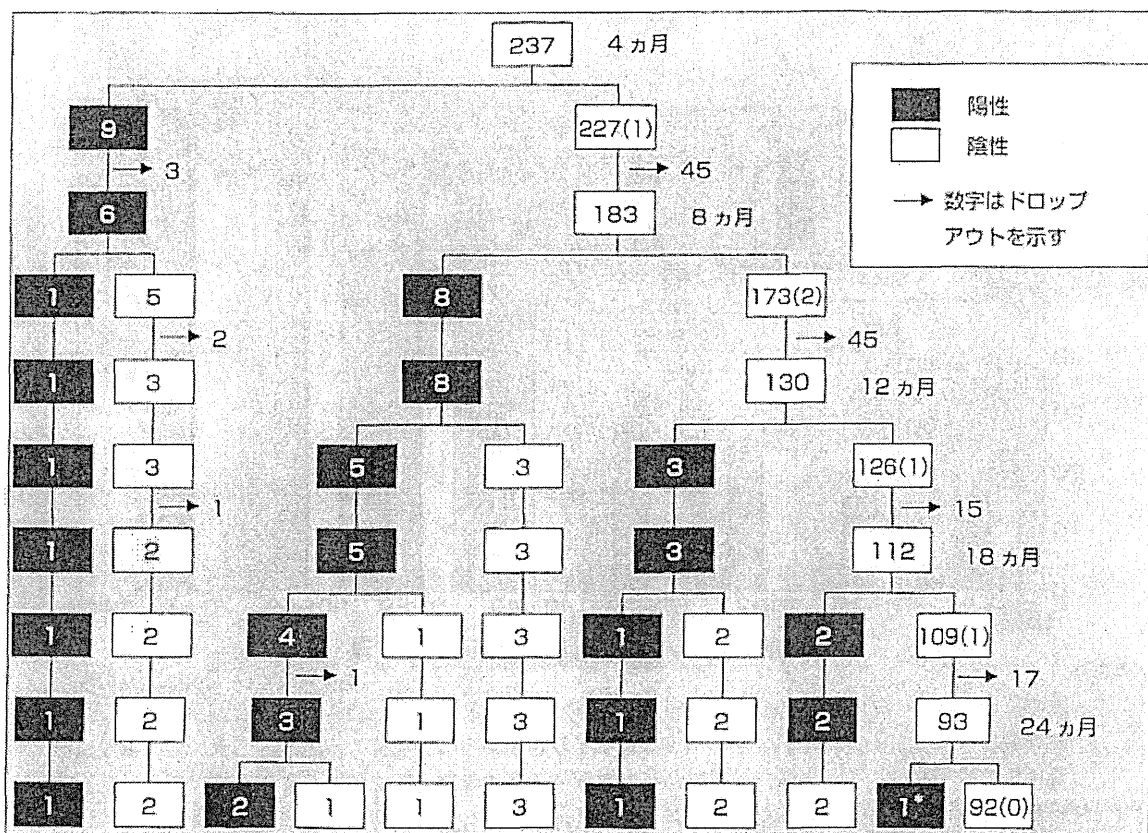 237 4ヵ月
9 227(1)
3 45
6 183 8ヵ月
1 5 8 173(2)
2 45
1 3 8 130 12ヵ月
1 3 5 3 3 126(1)
1 15
1 2 5 3 3 112 18ヵ月
1 2 4 1 3 1 2 2 109(1)
1 17
1 2 3 1 3 1 2 2 93 24ヵ月
1 2 2 1 1 3 1 2 2 1* 92(0)
陽性
陰性
→ 数字はドロップ
アウトを示す